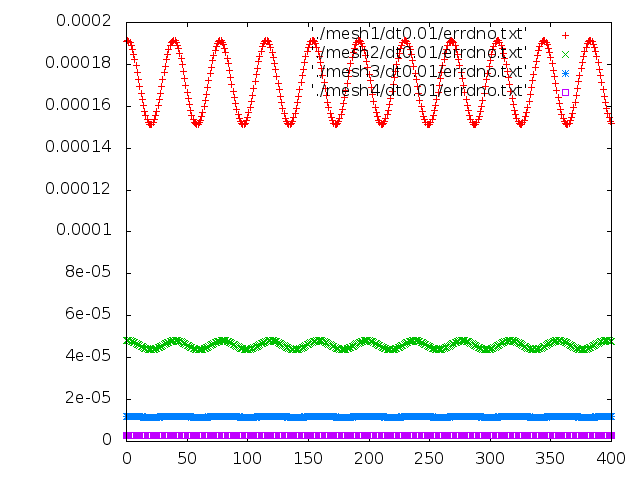 0.0002
'./mesh1/dt0.01/errdno.txt'
'./mesh2/dt0.01/errdno.txt'
0.00018
'./mesh3/dt0.01/errdno.txt'
'./mesh4/dt0.01/errdno.txt'
0.00016
0.00014
0.00012
0.0001
8e-05
6e-05
4e-05
2e-05
0
0 50 100 150 200 250 300 350 400